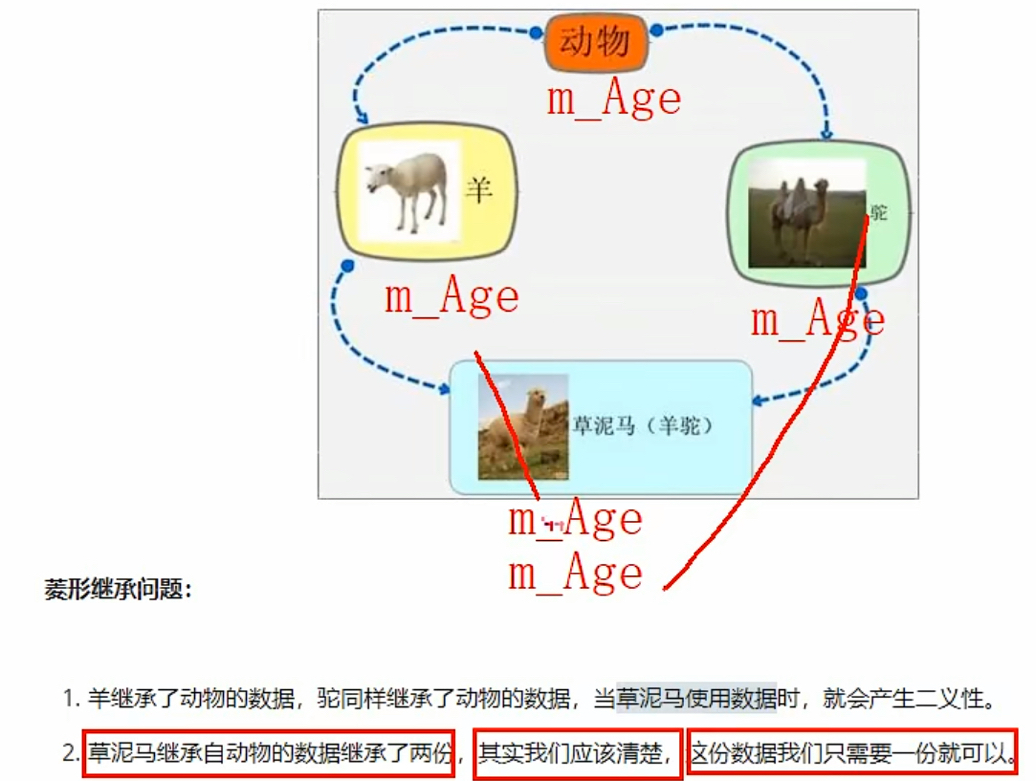 动物
m_Age
羊
驼
m_Age
m_Age
草泥马（羊驼）
m_Age
m_Age
菱形继承问题：
1. 羊继承了动物的数据，驼同样继承了动物的数据，当草泥马使用数据时，就会产生二义性。
2. 草泥马继承自动物的数据继承了两份，其实我们应该清楚，这份数据我们只需要一份就可以。